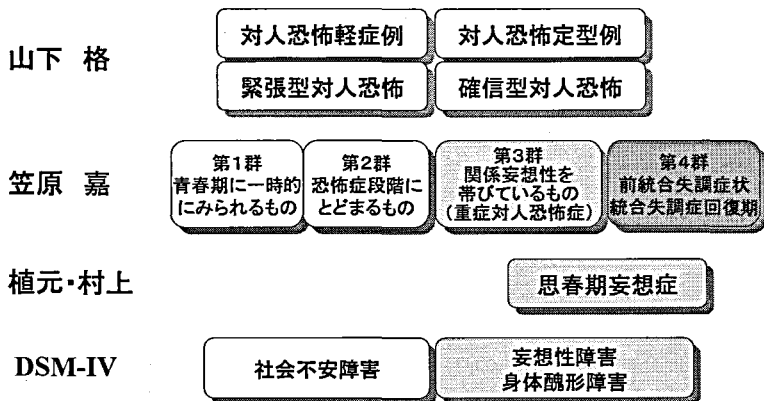 山下 格
対人恐怖軽症例
対人恐怖定型例
緊張型対人恐怖
確信型対人恐怖
笠原 嘉
第1群
青春期に一時的
にみられるもの
第2群
恐怖症段階に
とどまるもの
第3群
関係妄想性を
帯びているもの
(重症対人恐怖症)
第4群
前統合失調症状
統合失調症回復期
植元・村上
思春期妄想症
DSM-IV
社会不安障害
妄想性障害
身体醜形障害